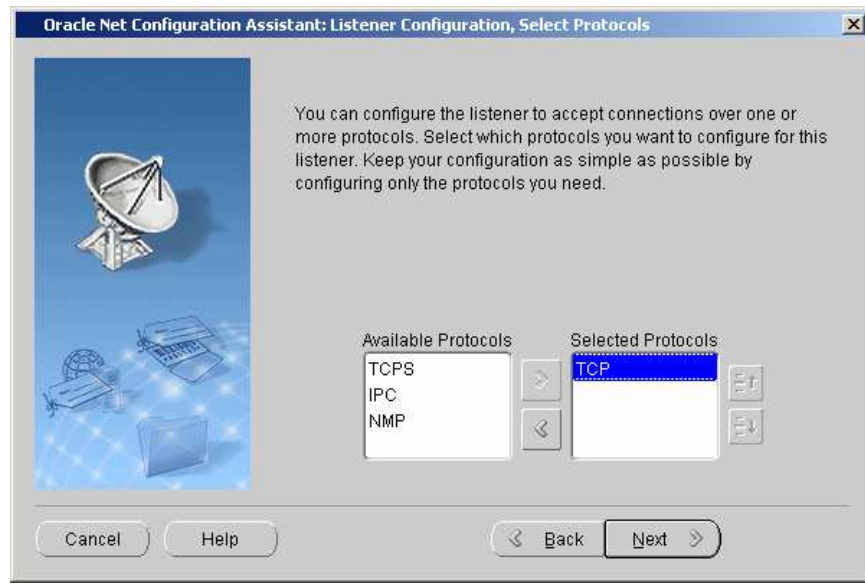 Oracle Net Configuration Assistant: Listener Configuration, Select Protocols
You can configure the listener to accept connections over one or
more protocols. Select which protocols you want to configure for this
listener. Keep your configuration as simple as possible by
configuring only the protocols you need.
Available Protocols
Selected Protocols
TCPS
IPC
NMP
TCP
Cancel
Help
Back
Next